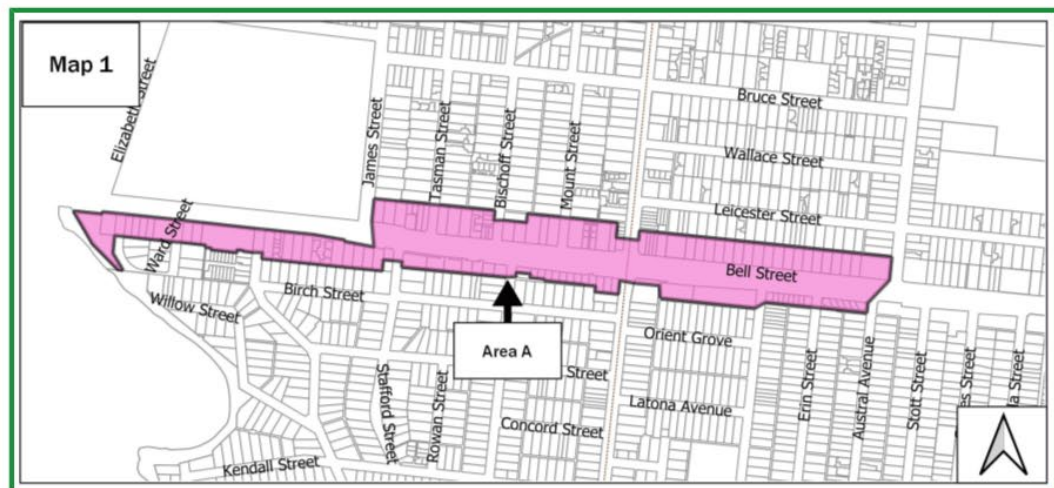 Map 1
Elizabeth Street
James Street
Tasman Street
Bischoff Street
Mount Street
Bruce Street
Wallace Street
Leicester Street
Ward Street
Bell Street
Willow Street
Birch Street
Area A
Orient Grove
Street
Stafford Street
Rowan Street
Latona Avenue
Erin Street
Austral Avenue
Stott Street
Street
Street
Concord Street
Kendall Street